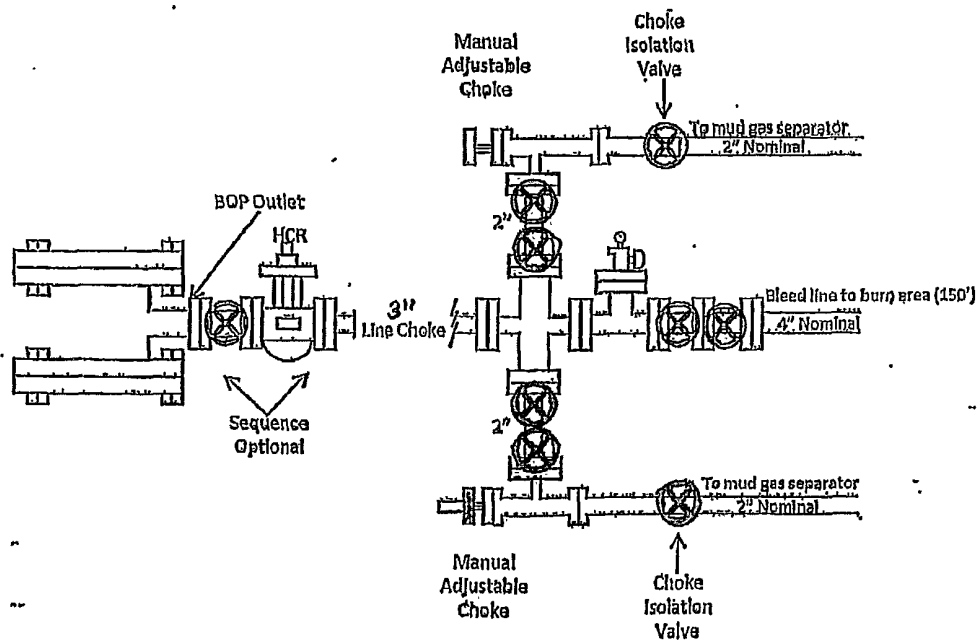 Manual
Adjustable
Choke
Choke
Isolation
Valve
To mud gas separator
2" Nominal
BOP Outlet
HCR
2"
3"
Line Choke
Bleed line to burn area (150')
4" Nominal
Sequence
Optional
2"
To mud gas separator
2" Nominal
Manual
Adjustable
Choke
Choke
Isolation
Valve